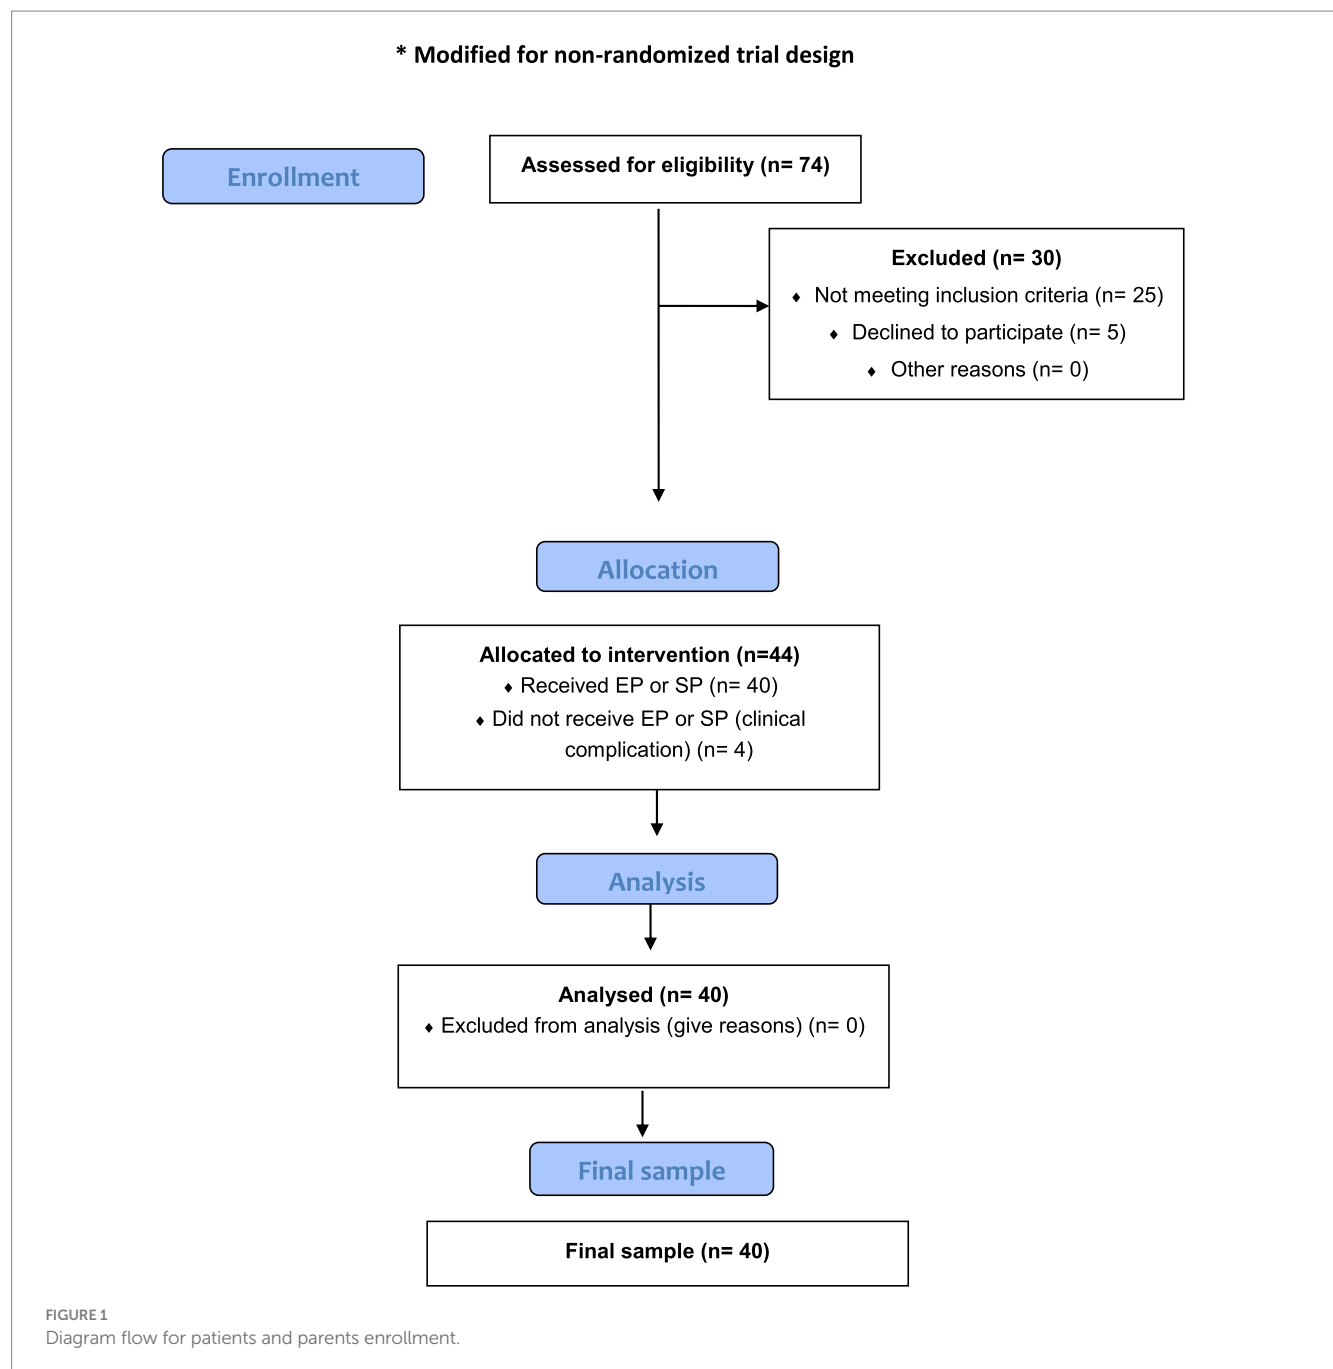 * Modified for non-randomized trial design
Enrollment
Assessed for eligibility (n= 74)
Excluded (n= 30)
♦ Not meeting inclusion criteria (n= 25)
♦ Declined to participate (n= 5)
♦ Other reasons (n= 0)
Allocation
Allocated to intervention (n=44)
♦ Received EP or SP (n= 40)
♦ Did not receive EP or SP (clinical
complication) (n= 4)
Analysis
Analysed (n= 40)
♦ Excluded from analysis (give reasons) (n= 0)
Final sample
Final sample (n= 40)
FIGURE 1
Diagram flow for patients and parents enrollment.